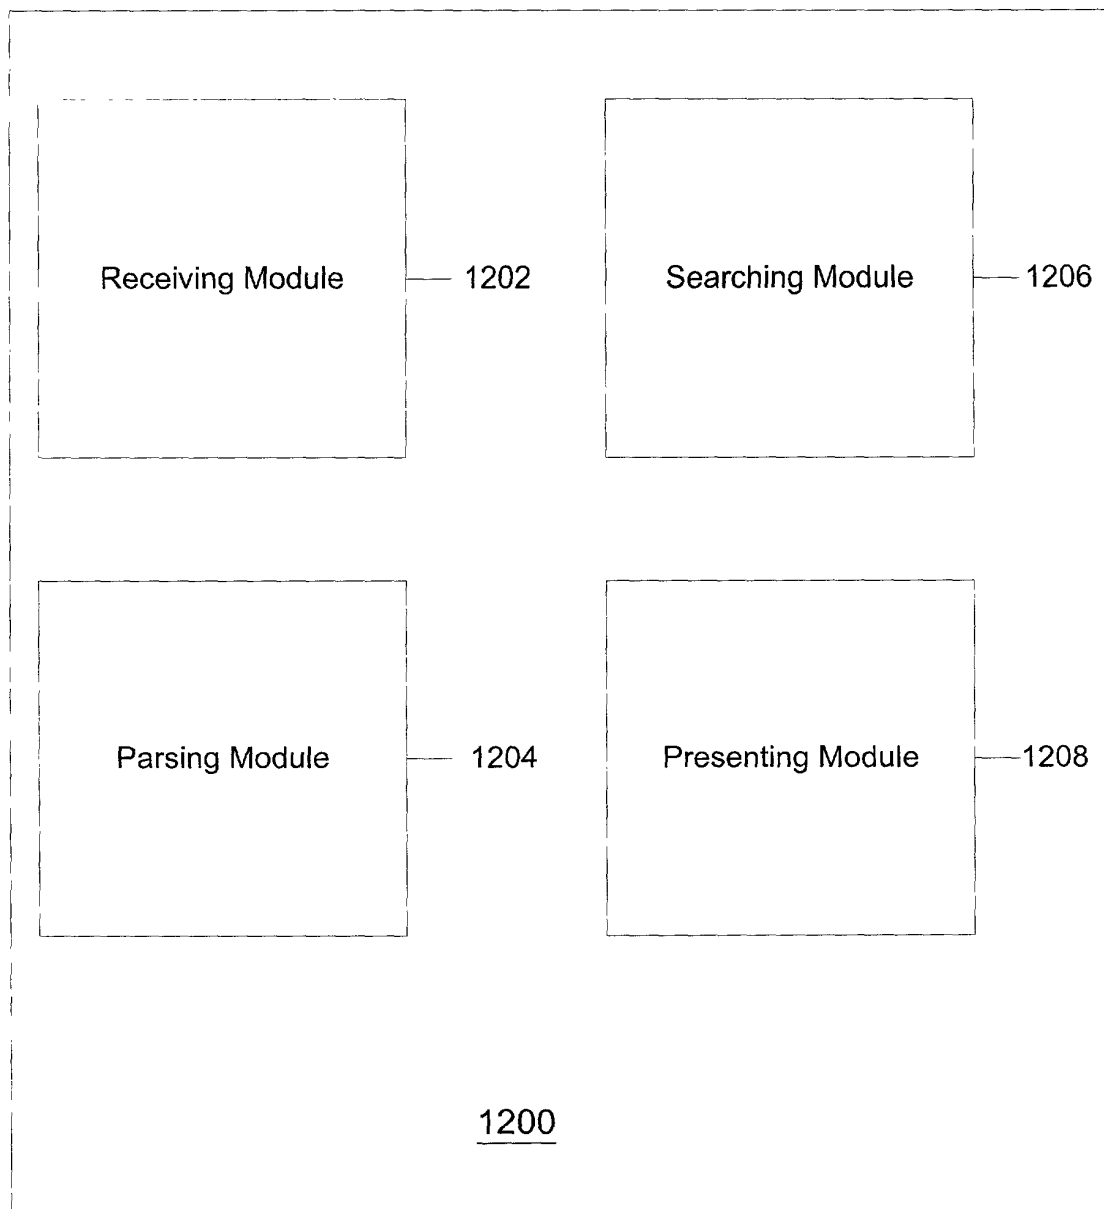 Receiving Module 1202
Searching Module 1206
Parsing Module 1204
Presenting Module 1208
1200